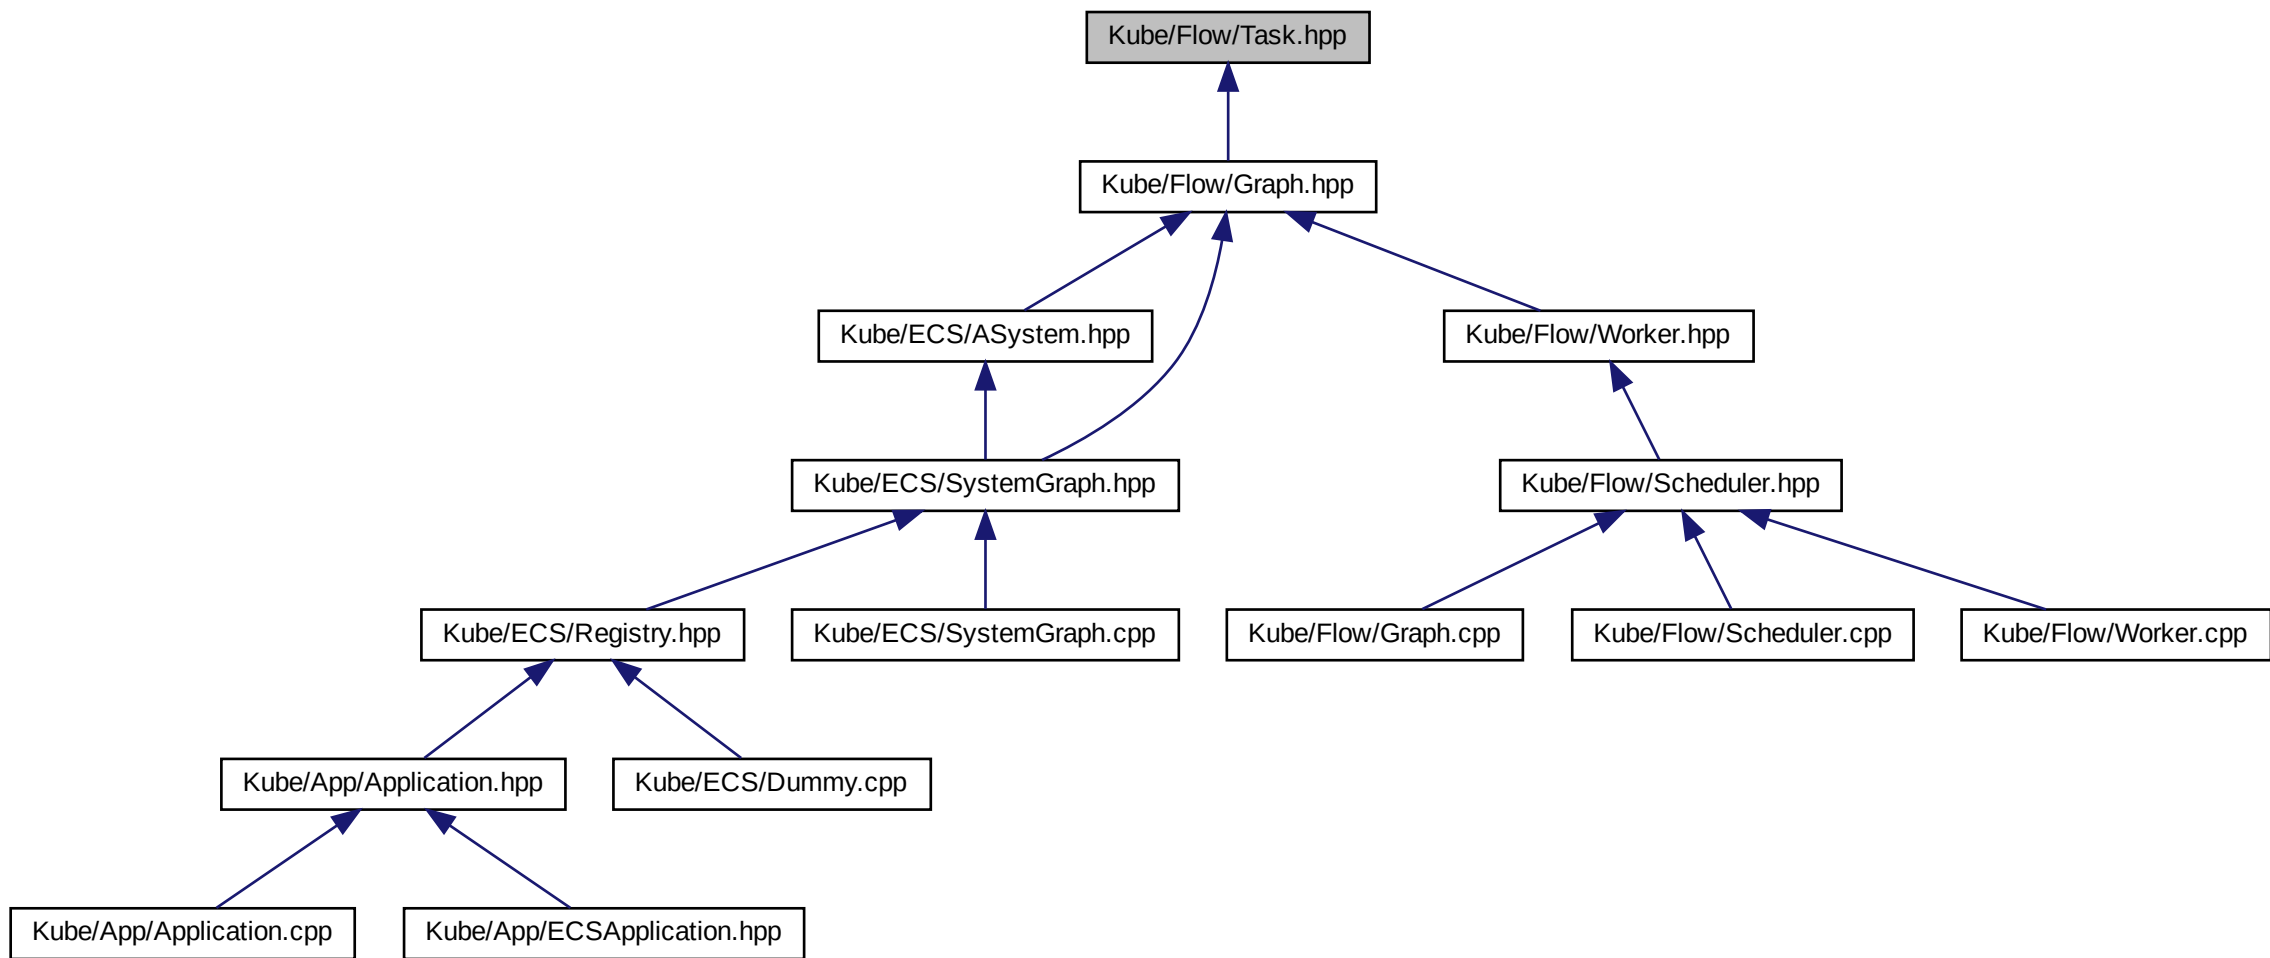 Kube/Flow/Task.hpp
Kube/Flow/Graph.hpp
Kube/ECS/ASystem.hpp
Kube/Flow/Worker.hpp
Kube/ECS/SystemGraph.hpp
Kube/Flow/Scheduler.hpp
Kube/ECS/Registry.hpp
Kube/ECS/SystemGraph.cpp
Kube/Flow/Graph.cpp
Kube/Flow/Scheduler.cpp
Kube/Flow/Worker.cpp
Kube/App/Application.hpp
Kube/ECS/Dummy.cpp
Kube/App/Application.cpp
Kube/App/ECSApplication.hpp